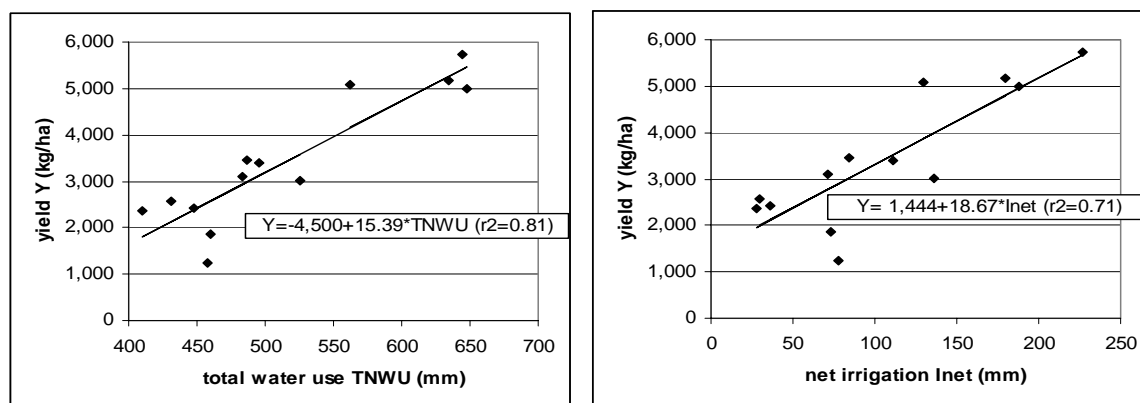 6,000
5,000
4,000
3,000
2,000
1,000
0
yield Y (kg/ha)
Y=-4,500+15.39*TNWU (r2=0.81)
400 450 500 550 600 650 700
total water use TNWU (mm)
6,000
5,000
4,000
3,000
2,000
1,000
0
yield Y (kg/ha)
Y= 1,444+18.67*Inet (r2=0.71)
0 50 100 150 200 250
net irrigation Inet (mm)